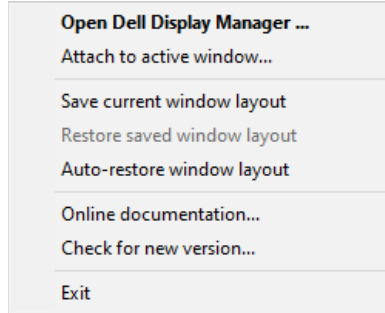 Open Dell Display Manager ...
Attach to active window...
Save current window layout
Restore saved window layout
Auto-restore window layout
Online documentation...
Check for new version...
Exit